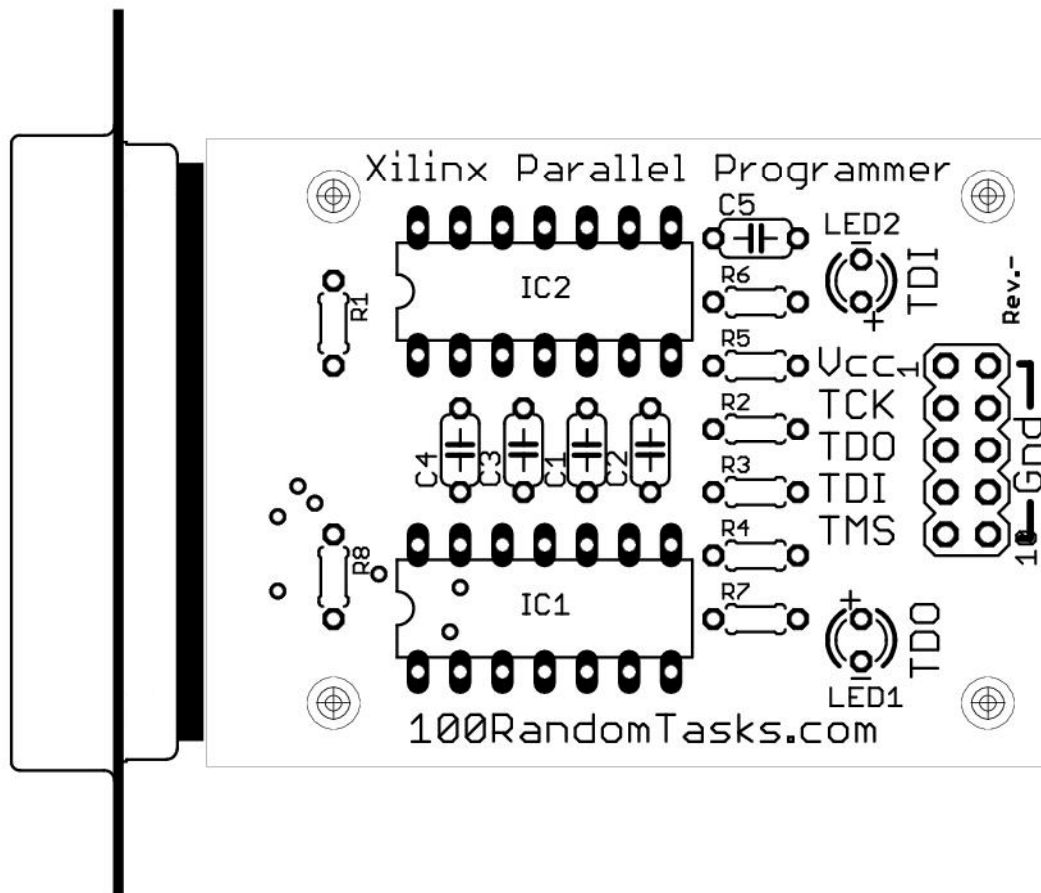 Xilinx Parallel Programmer
C5
LED2
TDI
Rev.-
R1
IC2
R6
R5
R2
R3
R4
R7
Vcc 1
TCK
TDO
TDI
TMS
Gnd
10
C4
C3
C1
C2
R8
IC1
+
-
+
-
TDO
LED1
100RandomTasks.com